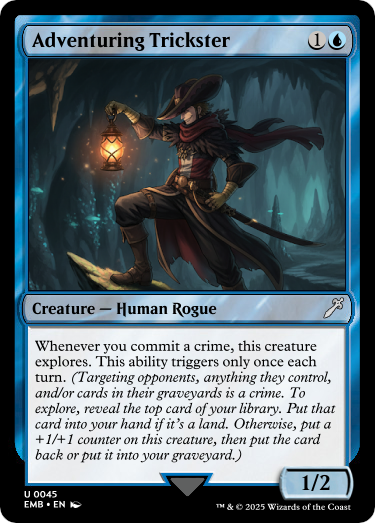 Adventuring Trickster 1
Creature — Human Rogue
Whenever you commit a crime, this creature
explores. This ability triggers only once each
turn. (Targeting opponents, anything they control,
and/or cards in their graveyards is a crime. To
explore, reveal the top card of your library. Put that
card into your hand if it's a land. Otherwise, put a
+1/+1 counter on this creature, then put the card
back or put it into your graveyard.)
1/2
U 0045
EMB • EN
™ & © 2025 Wizards of the Coast